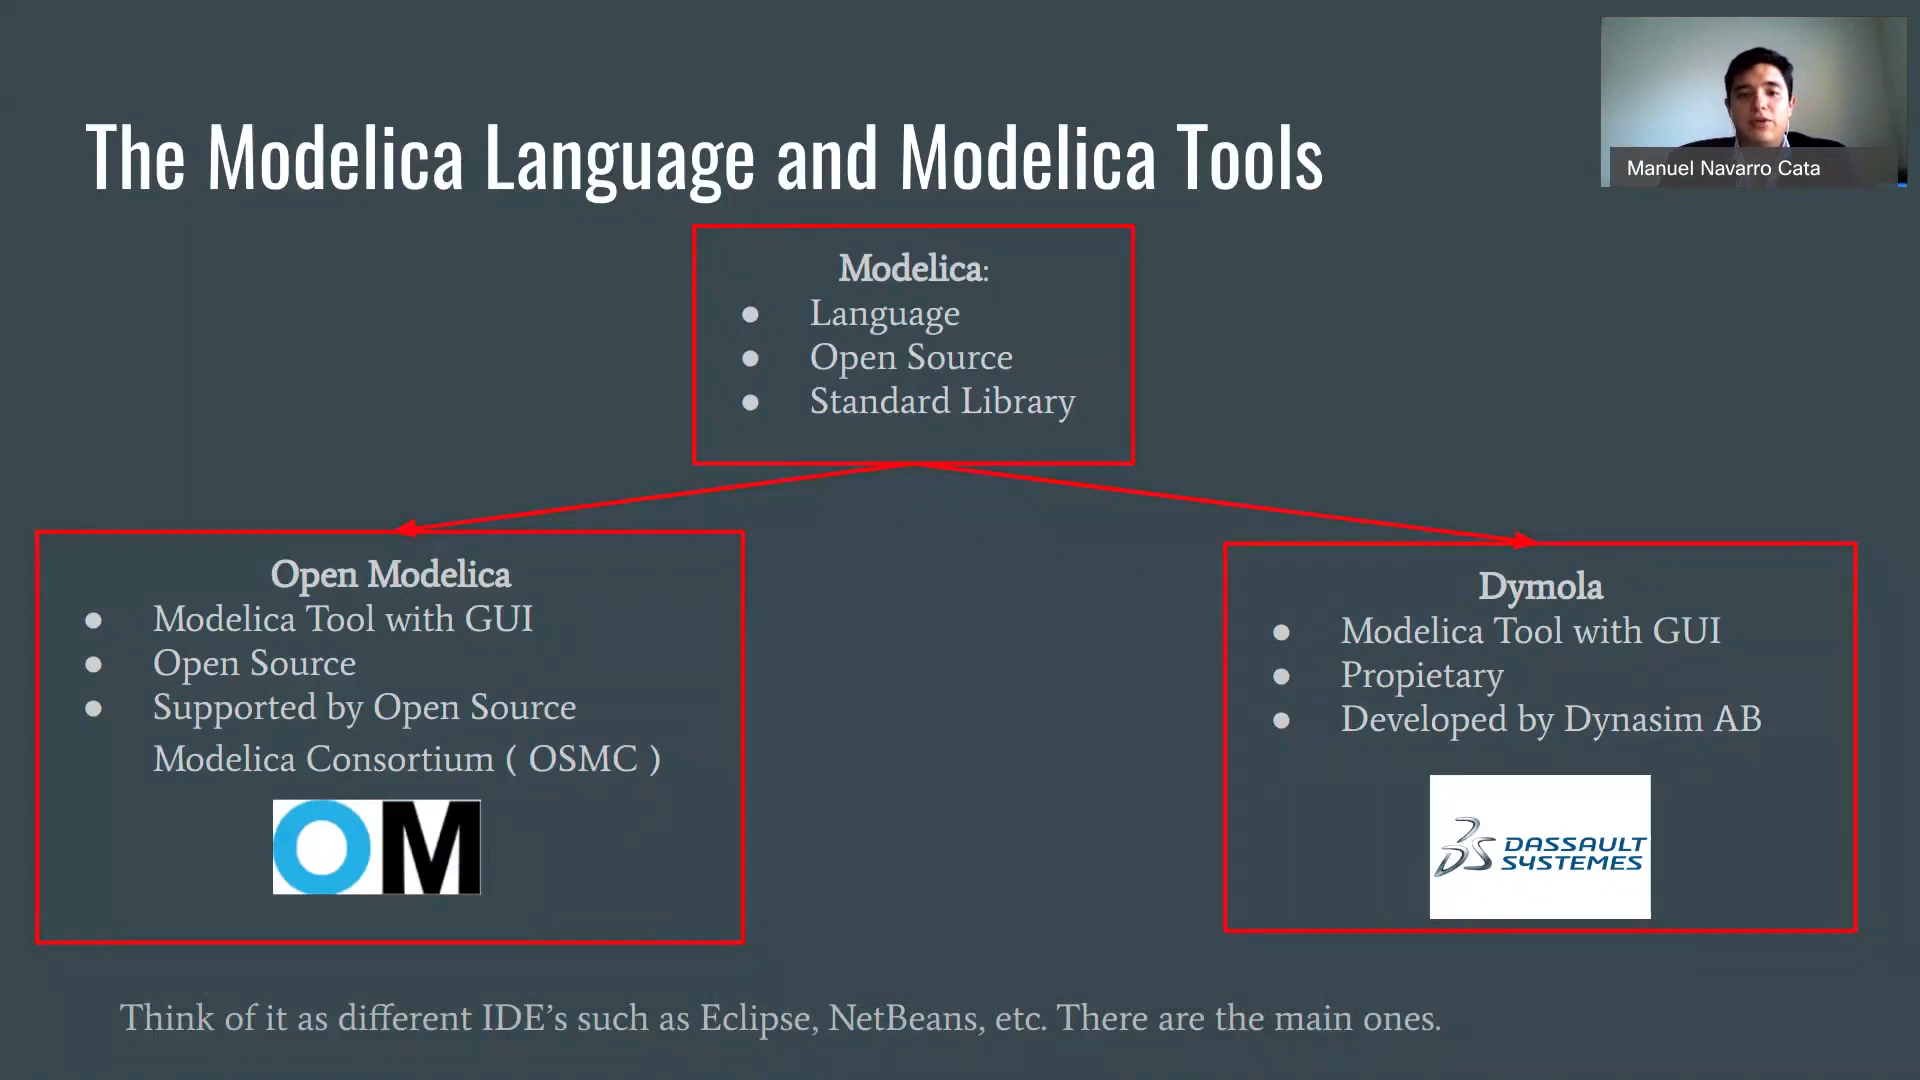 The Modelica Language and Modelica Tools
Manuel Navarro Cata
Modelica:
● Language
● Open Source
● Standard Library
Open Modelica
● Modelica Tool with GUI
● Open Source
● Supported by Open Source
Modelica Consortium ( OSMC )
OM
Dymola
● Modelica Tool with GUI
● Propietary
● Developed by Dynasim AB
3DS DASSAULT
SYSTEMES
Think of it as different IDE’s such as Eclipse, NetBeans, etc. There are the main ones.